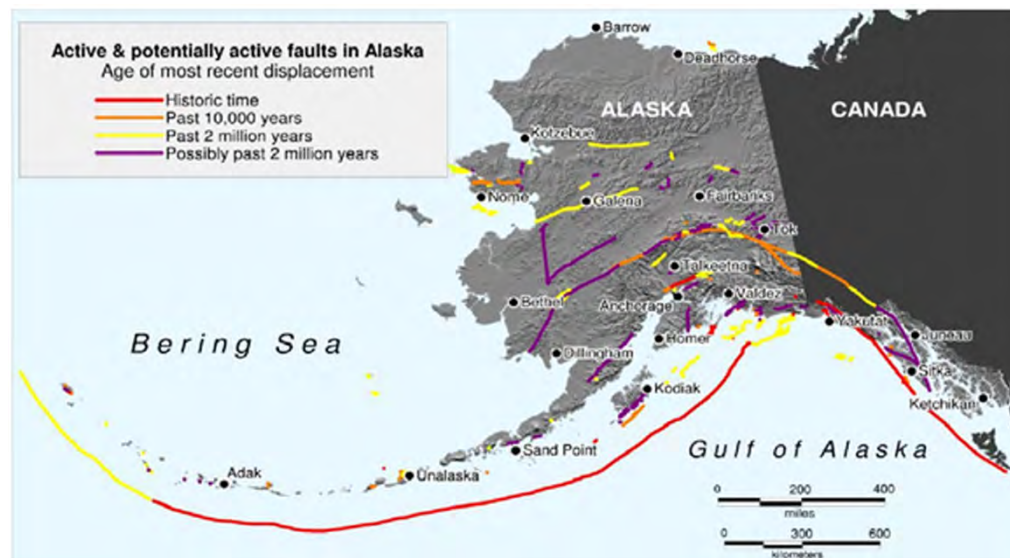 Active & potentially active faults in Alaska
Age of most recent displacement
Historic time
Past 10,000 years
Past 2 million years
Possibly past 2 million years
Barrow
Deadhorse
ALASKA
CANADA
Kotzebue
Nome
Galena
Fairbanks
Tok
Talkeetna
Bethel
Anchorage
Valdez
Yakutat
Juneau
Bering Sea
Homer
Dillingham
Sitka
Kodiak
Ketchikan
Gulf of Alaska
Sand Point
Adak
Unalaska
0 200 400
miles
0 300 600
kilometers